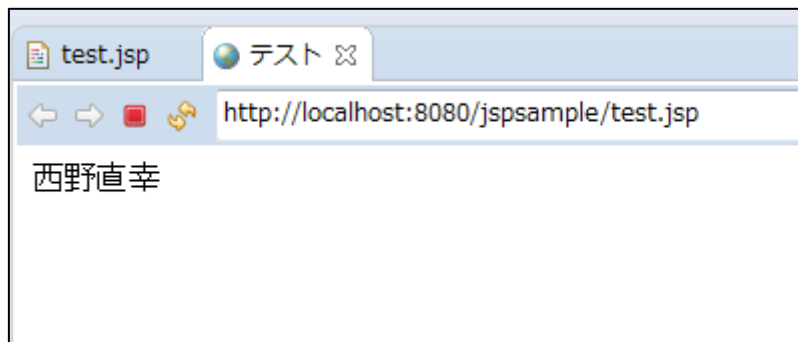 test.jsp テスト
http://localhost:8080/jspsample/test.jsp
西野直幸